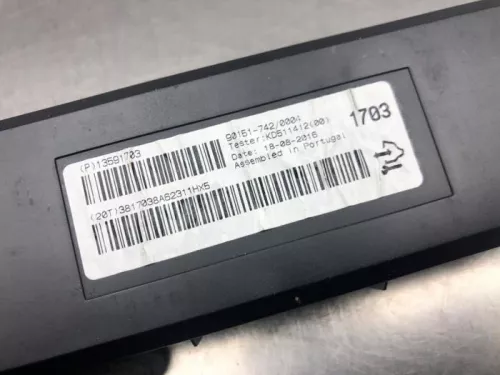 90151-742/0004
Tester:KDS11412(00)
Date: 18-08-2016
Assembled in Portugal
1703
(P)13591703
(20T)3817038A62311HX5